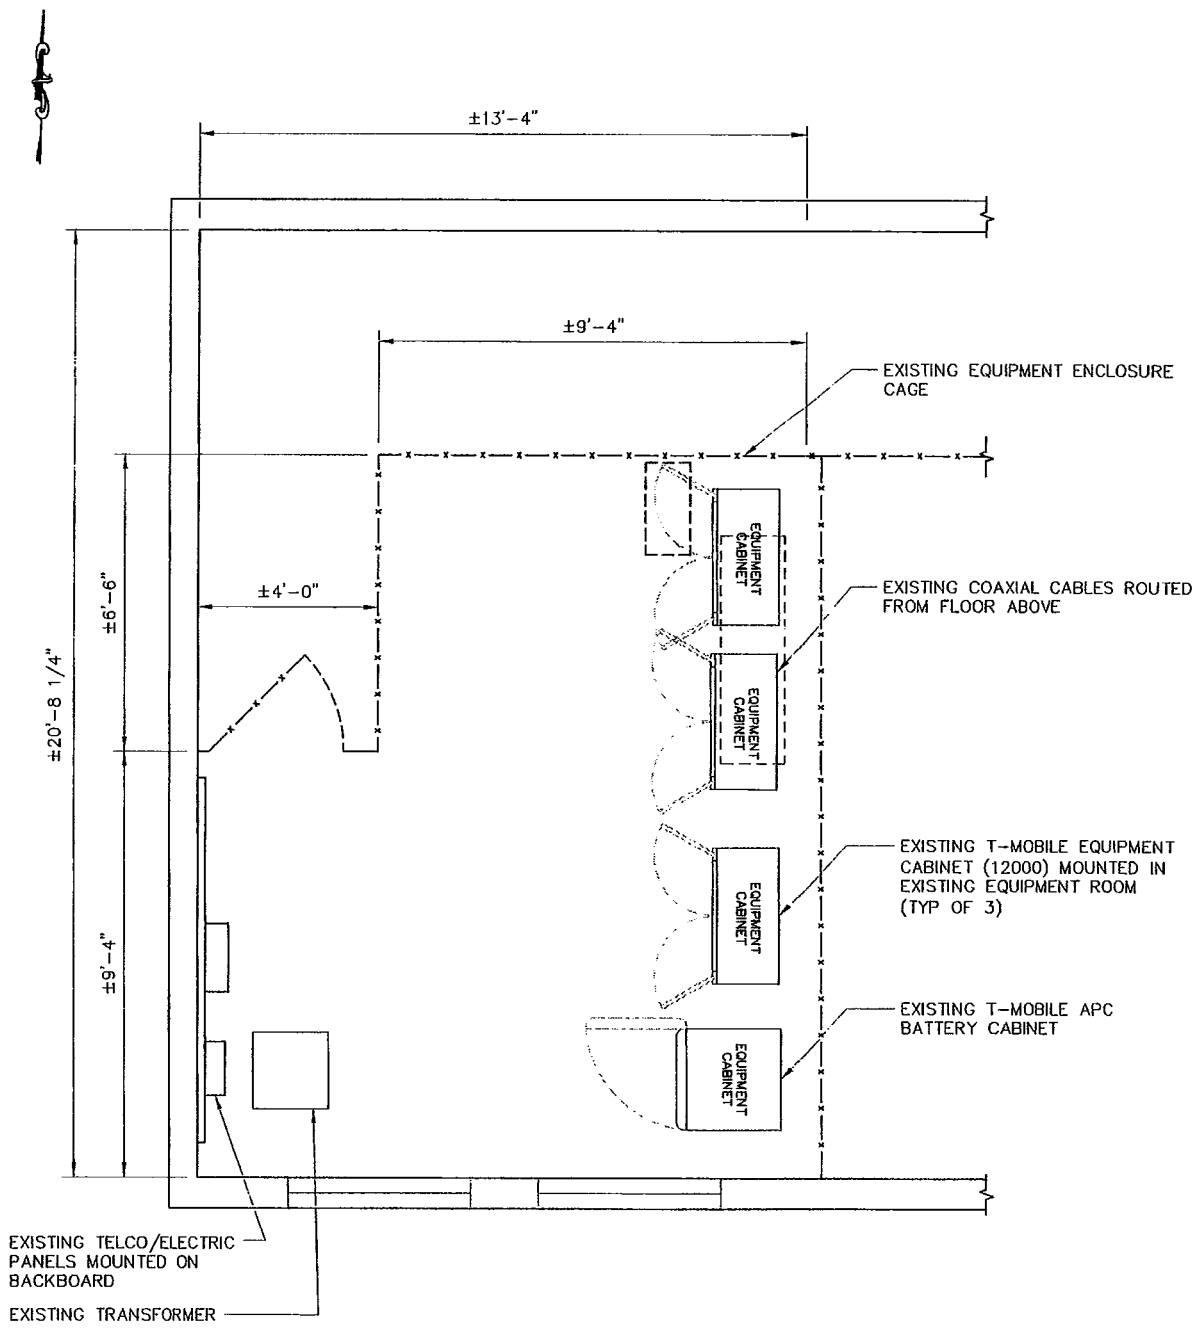 ±13'-4"
±9'-4"
EXISTING EQUIPMENT ENCLOSURE
CAGE
EQUIPMENT
CABINET
±6'-6"
±4'-0"
EXISTING COAXIAL CABLES ROUTED
FROM FLOOR ABOVE
±20'-8 1/4"
EQUIPMENT
CABINET
EXISTING T-MOBILE EQUIPMENT
CABINET (12000) MOUNTED IN
EXISTING EQUIPMENT ROOM
(TYP OF 3)
EQUIPMENT
CABINET
±9'-4"
EXISTING T-MOBILE APC
BATTERY CABINET
EQUIPMENT
CABINET
EXISTING TELCO/ELECTRIC
PANELS MOUNTED ON
BACKBOARD
EXISTING TRANSFORMER